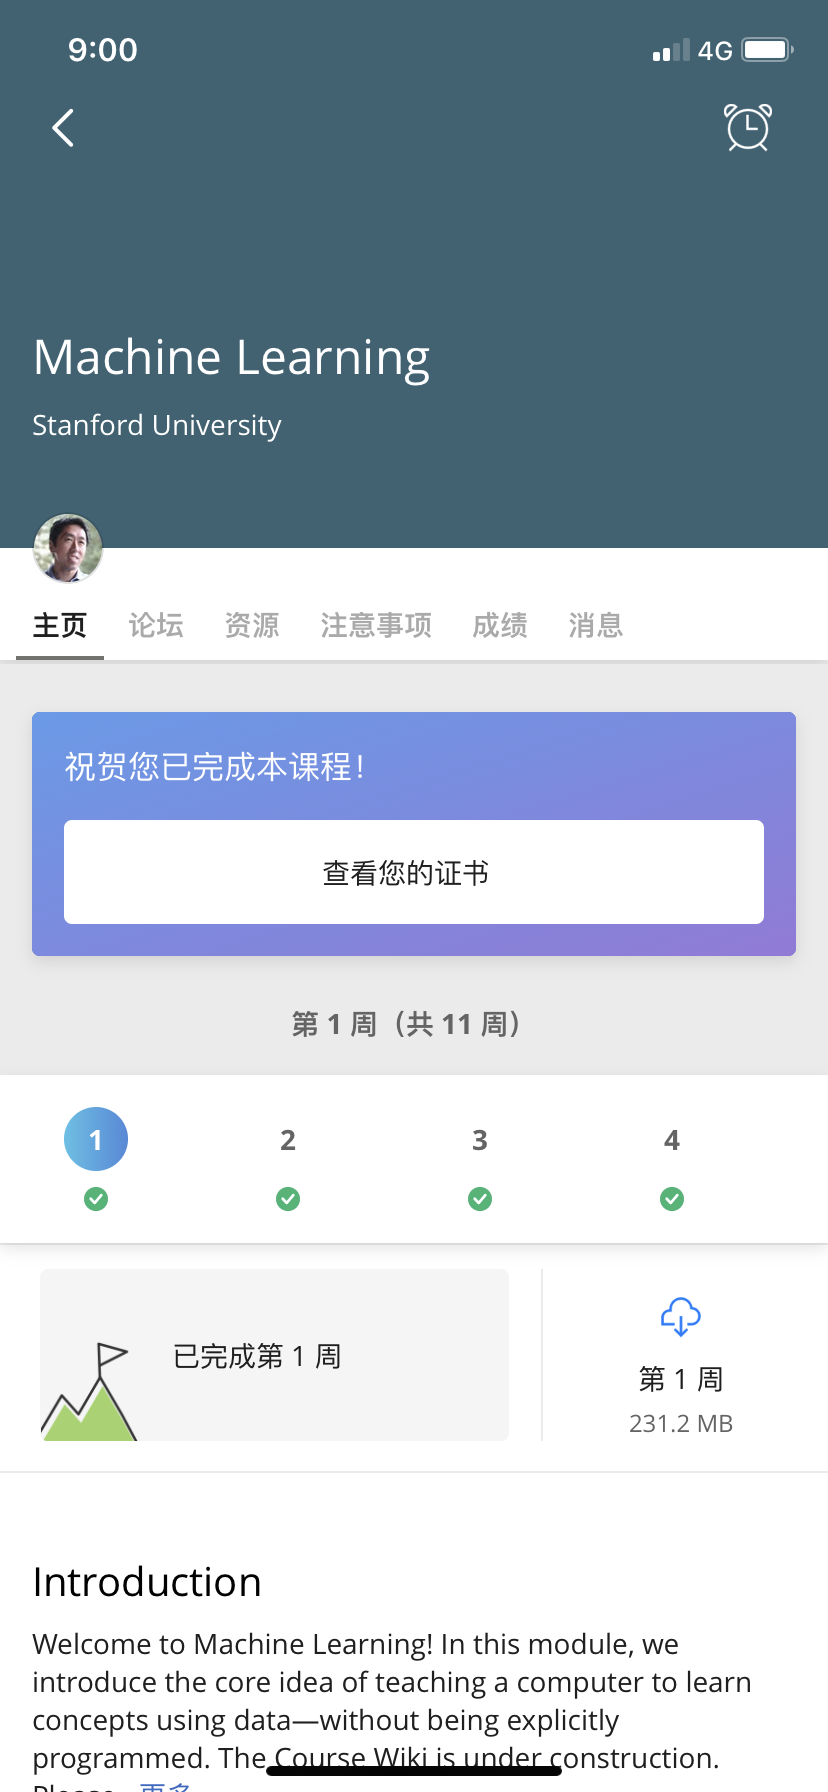 9:00
4G
Machine Learning
Stanford University
主页 论坛 资源 注意事项 成绩 消息
祝贺您已完成本课程！
查看您的证书
第 1 周（共 11 周）
1 2 3 4
已完成第 1 周
第 1 周
231.2 MB
Introduction
Welcome to Machine Learning! In this module, we
introduce the core idea of teaching a computer to learn
concepts using data—without being explicitly
programmed. The Course Wiki is under construction.
Please 更多